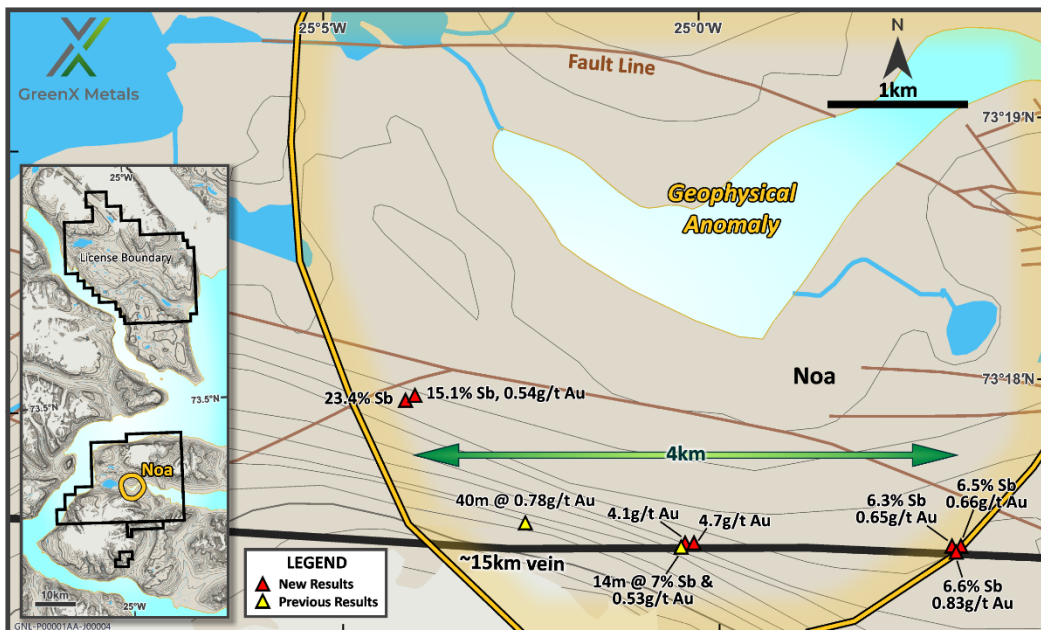 25°5'W
25°0'W
N
GreenX Metals
Fault Line
1km
73°19'N
25°W
Geophysical
Anomaly
License Boundary
Noa
73°18'N
23.4% Sb
15.1% Sb, 0.54g/t Au
73.5°N
73.5°N
4km
Noa
40m @ 0.78g/t Au
4.1g/t Au
4.7g/t Au
6.3% Sb
0.65g/t Au
6.5% Sb
0.66g/t Au
~15km vein
14m @ 7% Sb &
0.53g/t Au
6.6% Sb
0.83g/t Au
LEGEND
New Results
Previous Results
10km
25°W
GNL-P00001AA-J00004